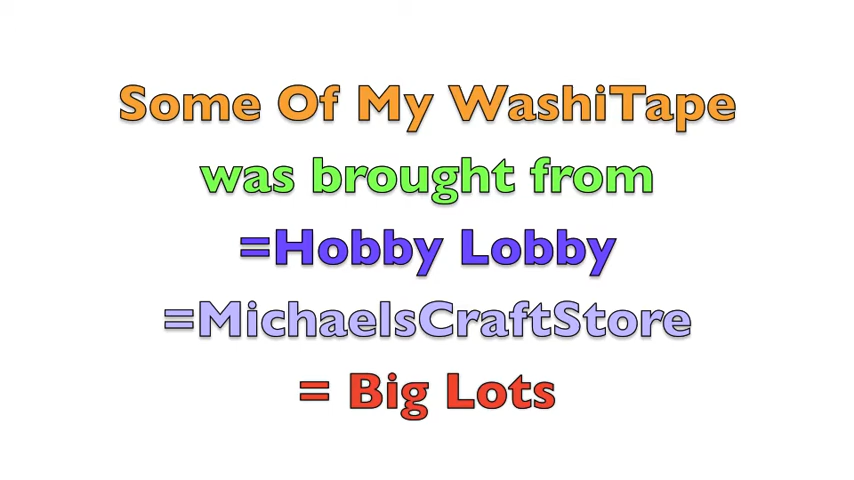 Some Of My WashiTape
was brought from
=Hobby Lobby
=MichaelsCraftStore
= Big Lots